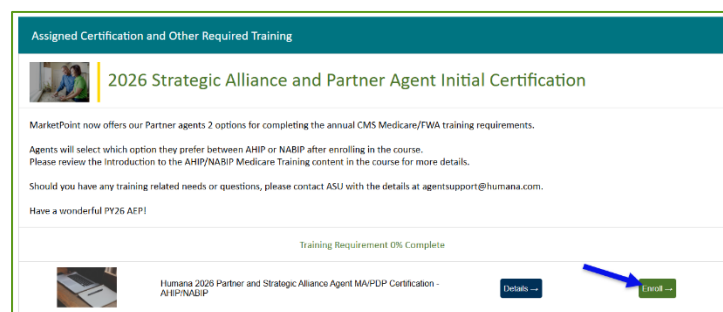 Assigned Certification and Other Required Training
2026 Strategic Alliance and Partner Agent Initial Certification
MarketPoint now offers our Partner agents 2 options for completing the annual CMS Medicare/FWA training requirements.
Agents will select which option they prefer between AHIP or NABIP after enrolling in the course.
Please review the Introduction to the AHIP/NABIP Medicare Training content in the course for more details.
Should you have any training related needs or questions, please contact ASU with the details at agentsupport@humana.com.
Have a wonderful PY26 AEP!
Training Requirement 0% Complete
Humana 2026 Partner and Strategic Alliance Agent MA/PDP Certification -
AHIP/NABIP
Details →
Enroll →